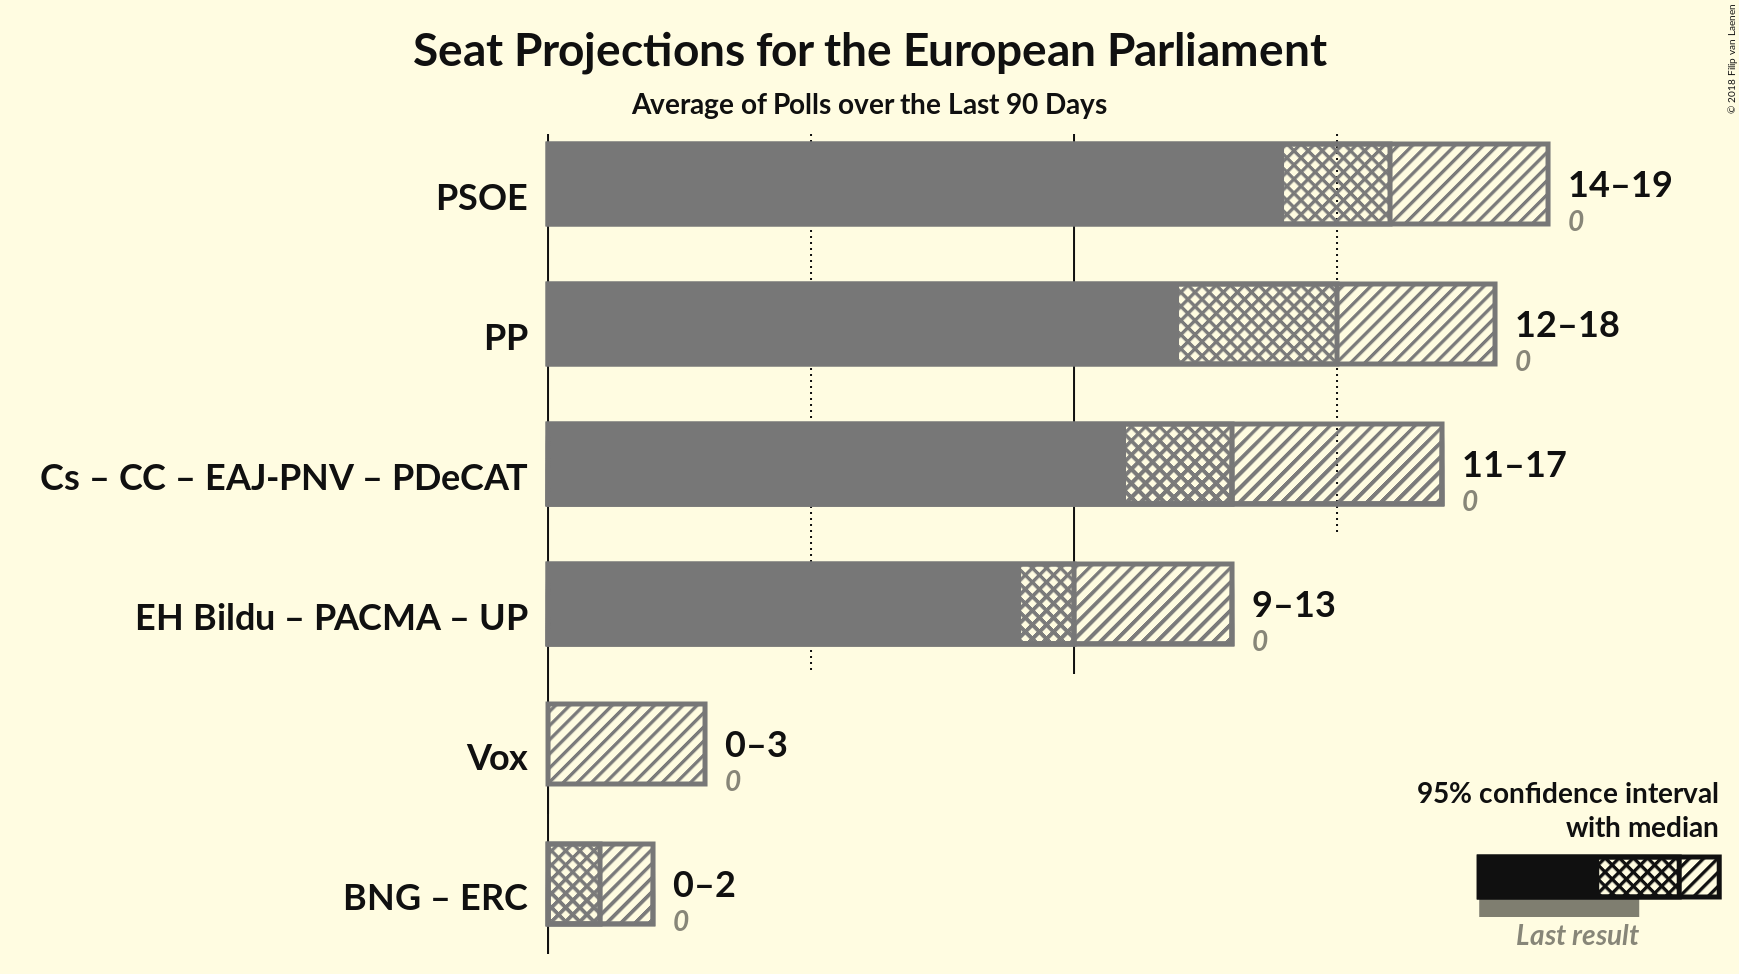 Seat Projections for the European Parliament
Average of Polls over the Last 90 Days
© 2018 Filip van Laenen
PSOE
14–19
0
PP
12–18
0
Cs – CC – EAJ-PNV – PDeCAT
11–17
0
EH Bildu – PACMA – UP
9–13
0
Vox
0–3
0
BNG – ERC
0–2
0
95% confidence interval
with median
Last result